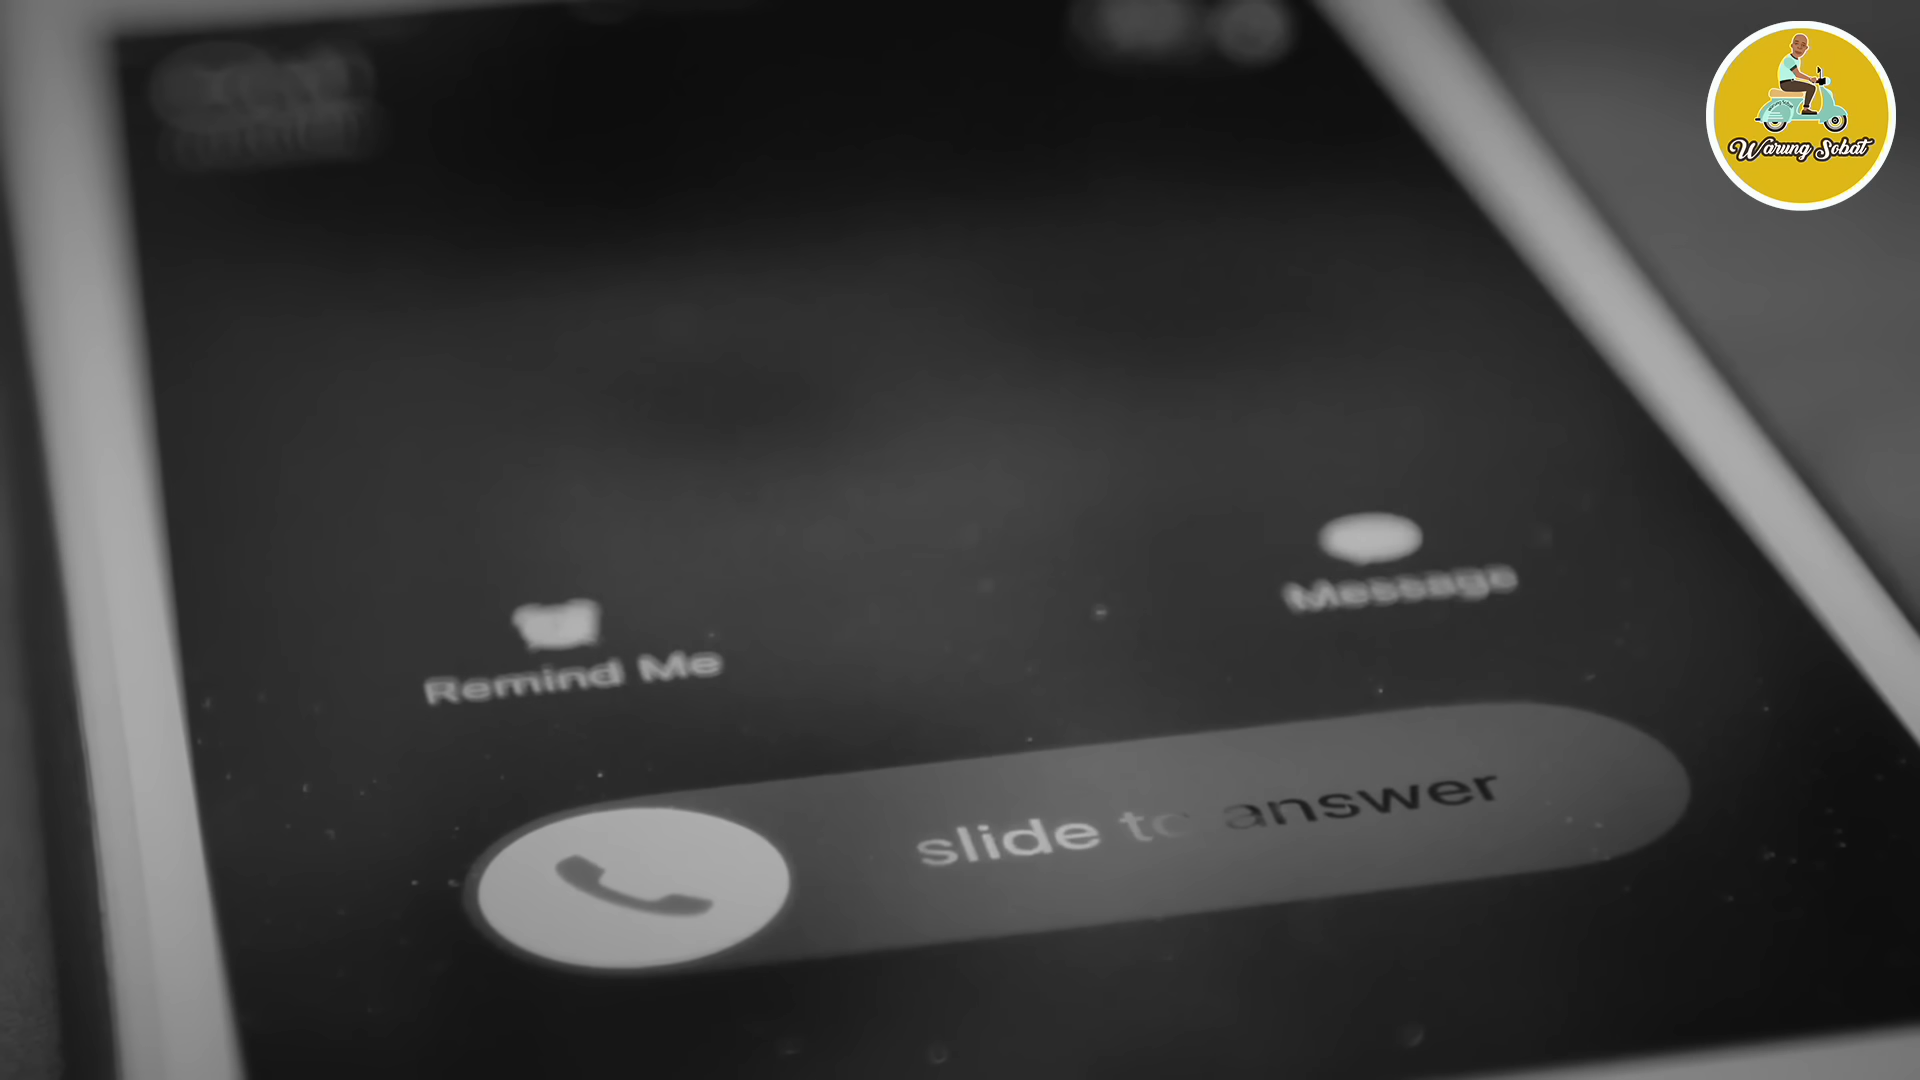 Warung Sobat
Message
Remind Me
slide to answer